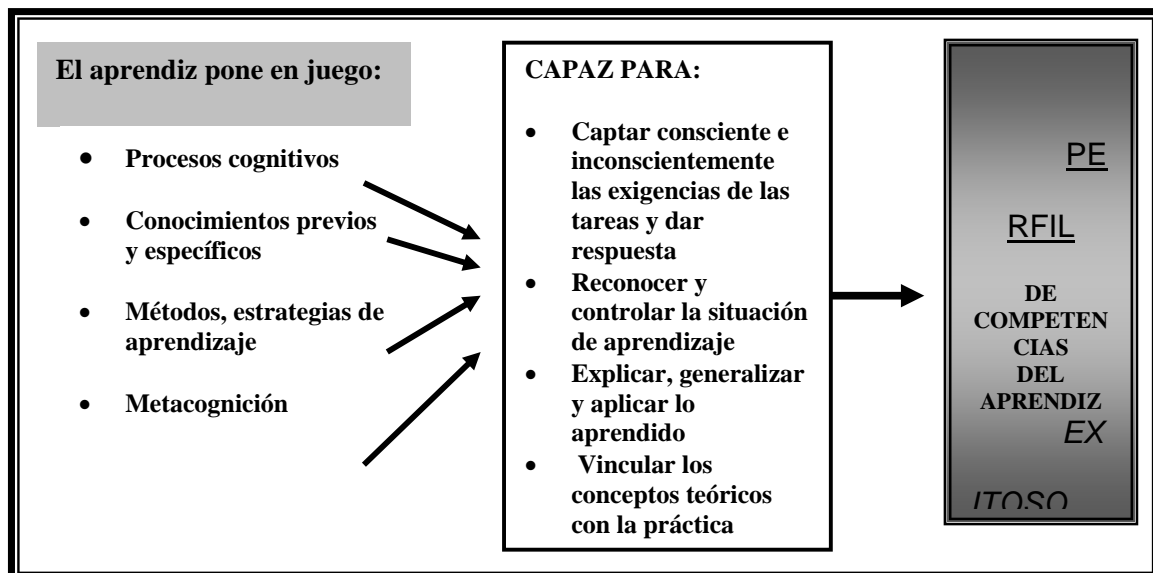 El aprendiz pone en juego:
• Procesos cognitivos
• Conocimientos previos
y específicos
• Métodos, estrategias de
aprendizaje
• Metacognición
CAPAZ PARA:
• Captar consciente e
inconscientemente
las exigencias de las
tareas y dar
respuesta
• Reconocer y
controlar la situación
de aprendizaje
• Explicar, generalizar
y aplicar lo
aprendido
• Vincular los
conceptos teóricos
con la práctica
PE
RFIL
DE
COMPETEN
CIAS
DEL
APRENDIZ
EX
ITOSO